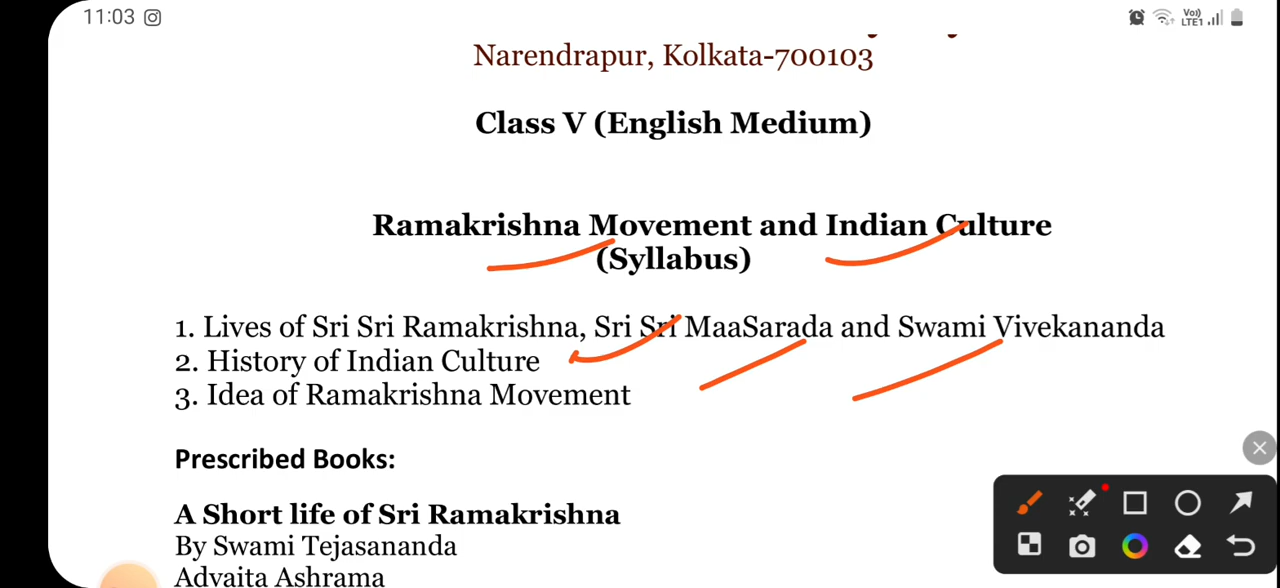 11:03
Vo)
LTE1
Narendrapur, Kolkata-700103
Class V (English Medium)
Ramakrishna Movement and Indian Culture
(Syllabus)
1. Lives of Sri Sri Ramakrishna, Sri Sri MaaSarada and Swami Vivekananda
2. History of Indian Culture
3. Idea of Ramakrishna Movement
Prescribed Books:
A Short life of Sri Ramakrishna
By Swami Tejasananda
Advaita Ashrama